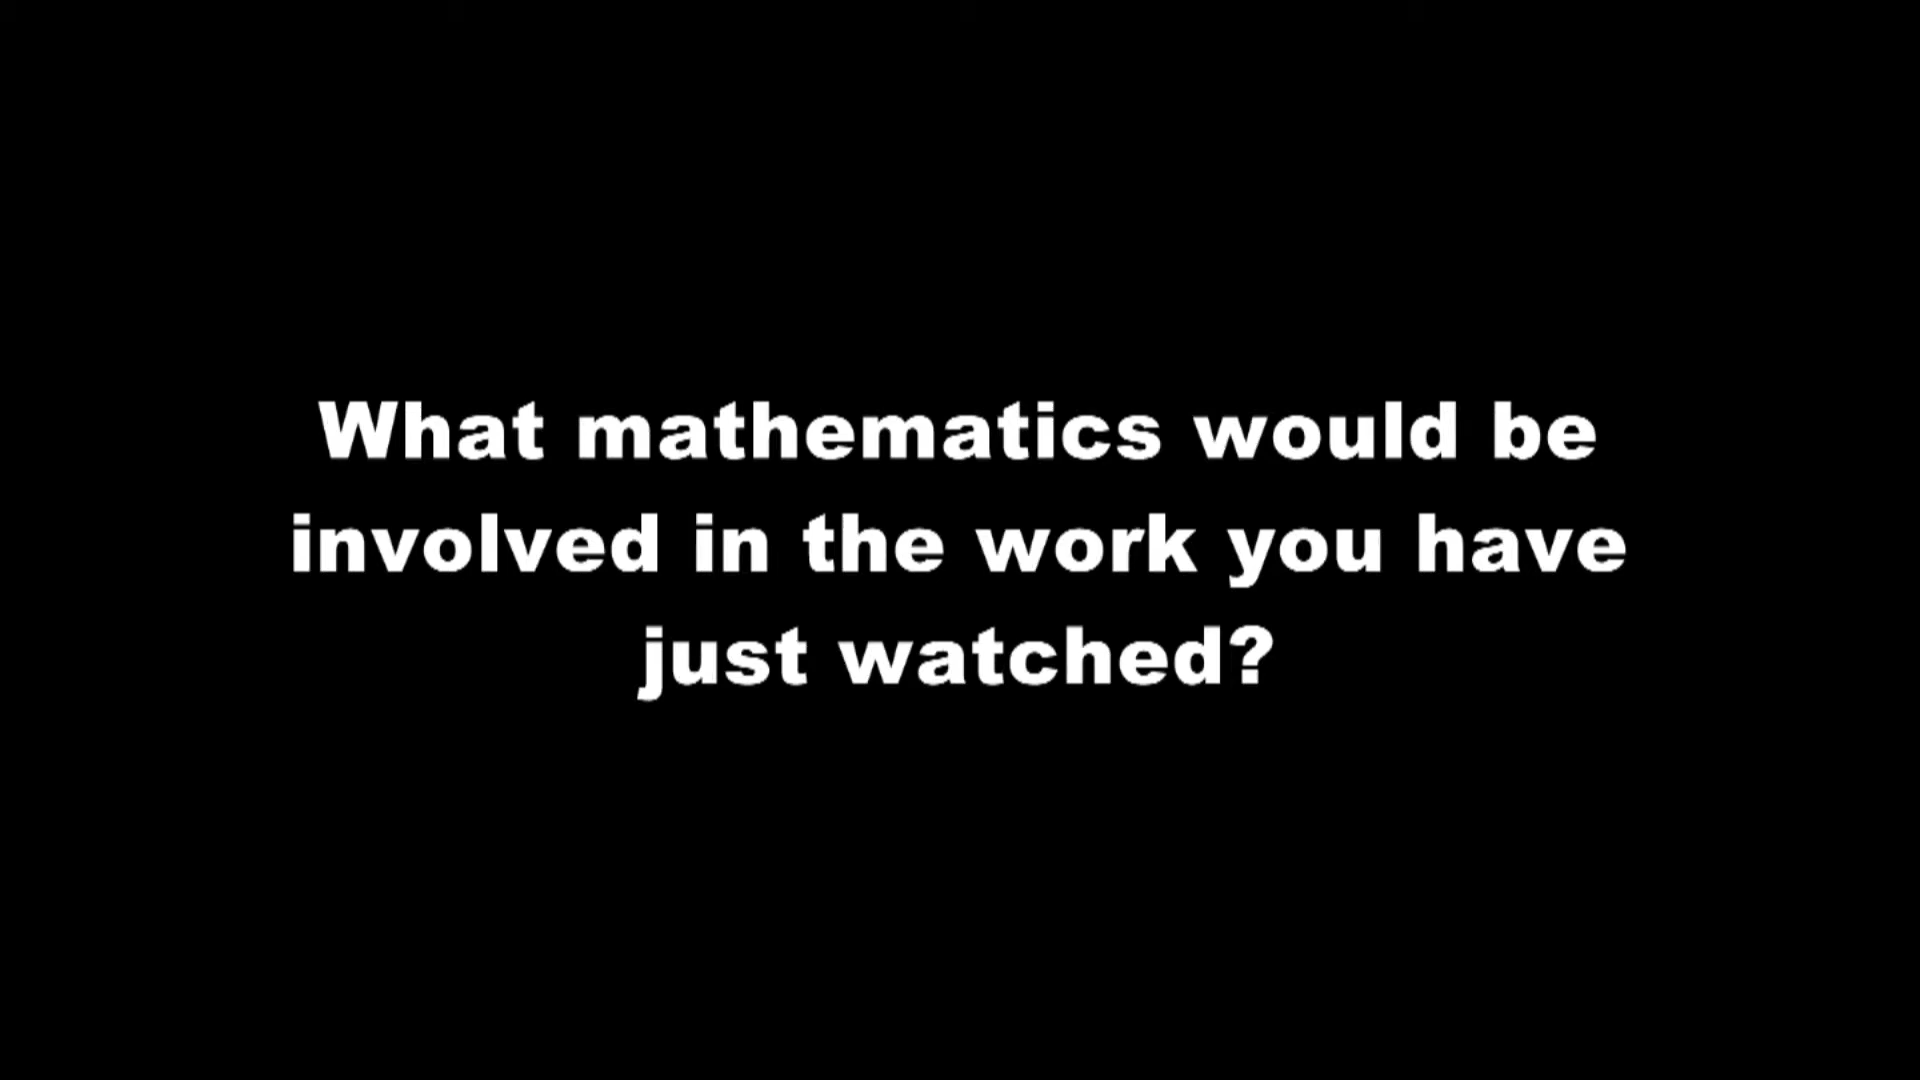 What mathematics would be
involved in the work you have
just watched?